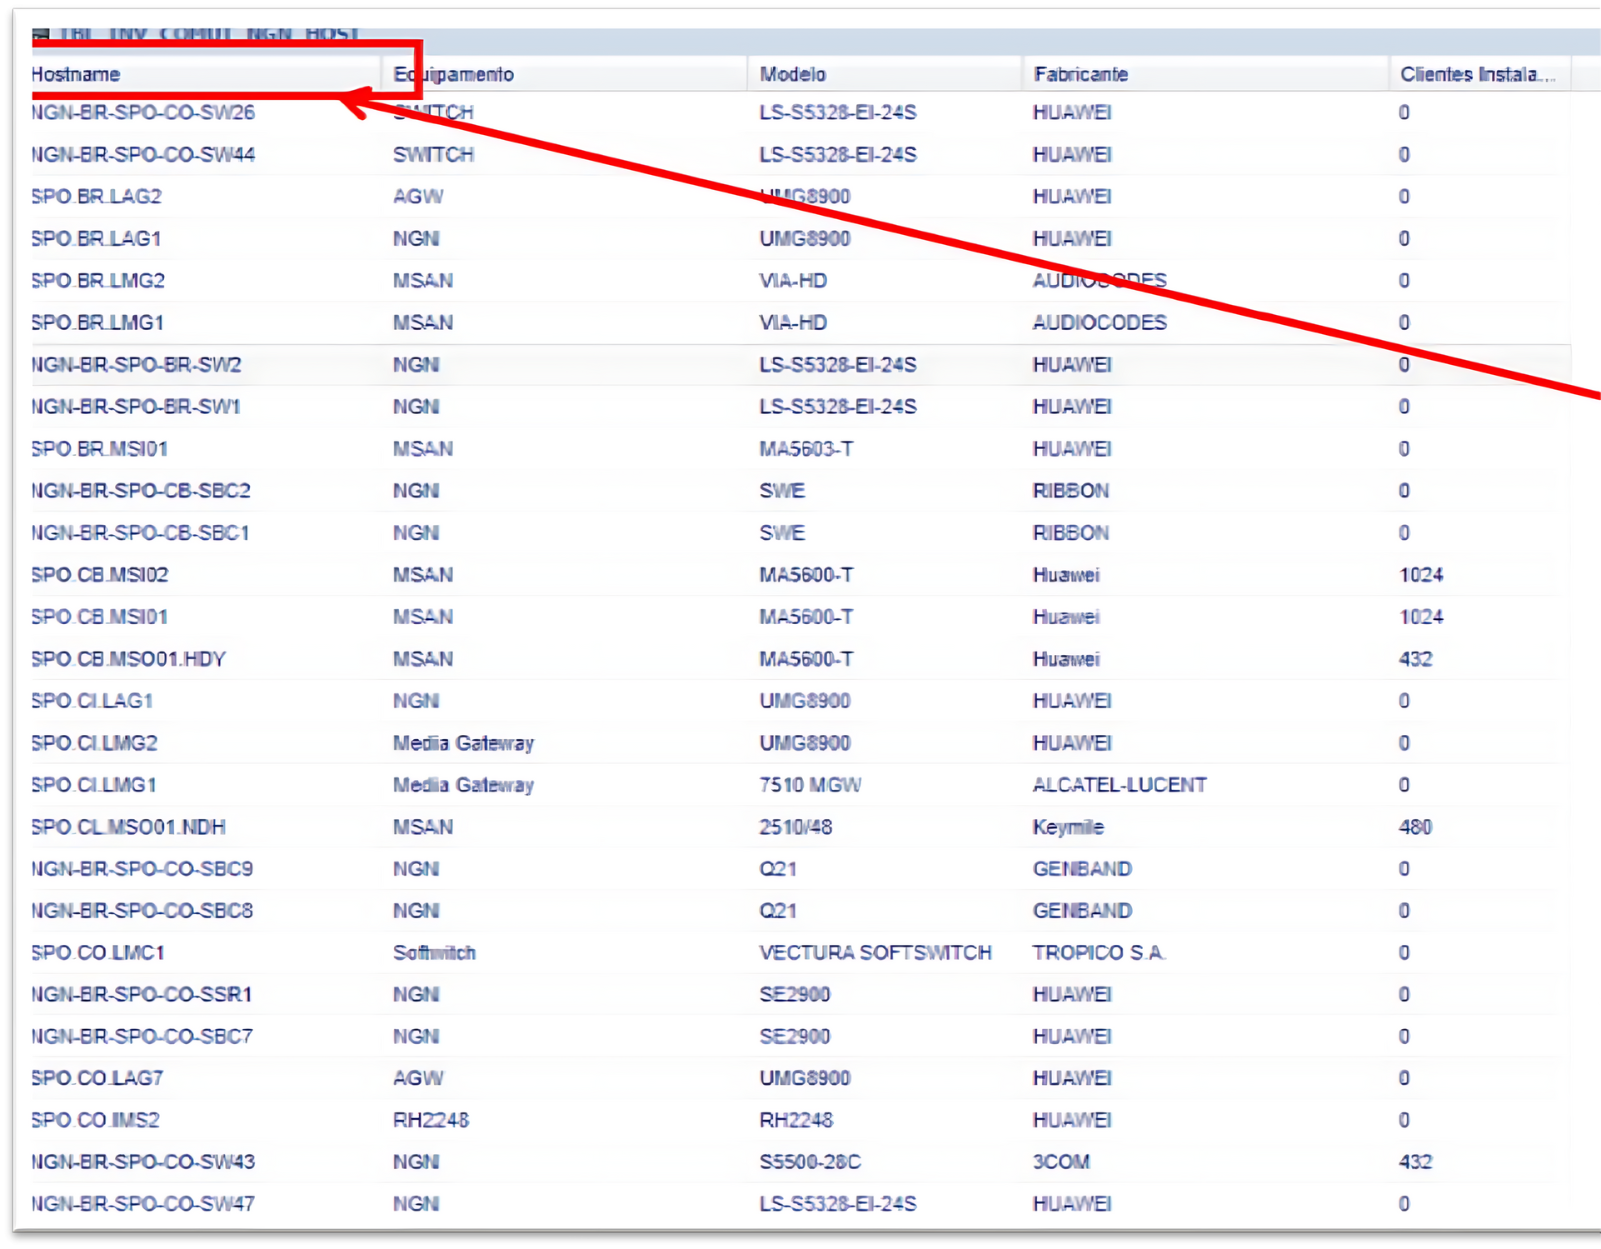 TBL_INV_COMUT_NGN_HOST
Hostname Equipamento Modelo Fabricante Clientes Instala...
NGN-BR-SPO-CO-SW26 SWITCH LS-S5328-EI-24S HUAWEI 0
NGN-BR-SPO-CO-SW44 SWITCH LS-S5328-EI-24S HUAWEI 0
SPO.BR.LAG2 AGW UMG8900 HUAWEI 0
SPO.BR.LAG1 NGN UMG8900 HUAWEI 0
SPO.BR.LMG2 MSAN VIA-HD AUDIOCODES 0
SPO.BR.LMG1 MSAN VIA-HD AUDIOCODES 0
NGN-BR-SPO-BR-SW2 NGN LS-S5328-EI-24S HUAWEI 0
NGN-BR-SPO-BR-SW1 NGN LS-S5328-EI-24S HUAWEI 0
SPO.BR.MSI01 MSAN MA5603-T HUAWEI 0
NGN-BR-SPO-CB-SBC2 NGN SWE RIBBON 0
NGN-BR-SPO-CB-SBC1 NGN SWE RIBBON 0
SPO.CB.MSI02 MSAN MA5600-T Huawei 1024
SPO.CB.MSI01 MSAN MA5600-T Huawei 1024
SPO.CB.MSO01.HDY MSAN MA5600-T Huawei 432
SPO.CI.LAG1 NGN UMG8900 HUAWEI 0
SPO.CI.LMG2 Media Gateway UMG8900 HUAWEI 0
SPO.CI.LMG1 Media Gateway 7510 MGW ALCATEL-LUCENT 0
SPO.CL.MSO01.NDH MSAN 2510/48 Keymile 480
NGN-BR-SPO-CO-SBC9 NGN Q21 GENBAND 0
NGN-BR-SPO-CO-SBC8 NGN Q21 GENBAND 0
SPO.CO.LMC1 Softwitch VECTURA SOFTSWITCH TROPICO S.A. 0
NGN-BR-SPO-CO-SSR1 NGN SE2900 HUAWEI 0
NGN-BR-SPO-CO-SBC7 NGN SE2900 HUAWEI 0
SPO.CO.LAG7 AGW UMG8900 HUAWEI 0
SPO.CO.IMS2 RH2248 RH2248 HUAWEI 0
NGN-BR-SPO-CO-SW43 NGN S5500-28C 3COM 432
NGN-BR-SPO-CO-SW47 NGN LS-S5328-EI-24S HUAWEI 0